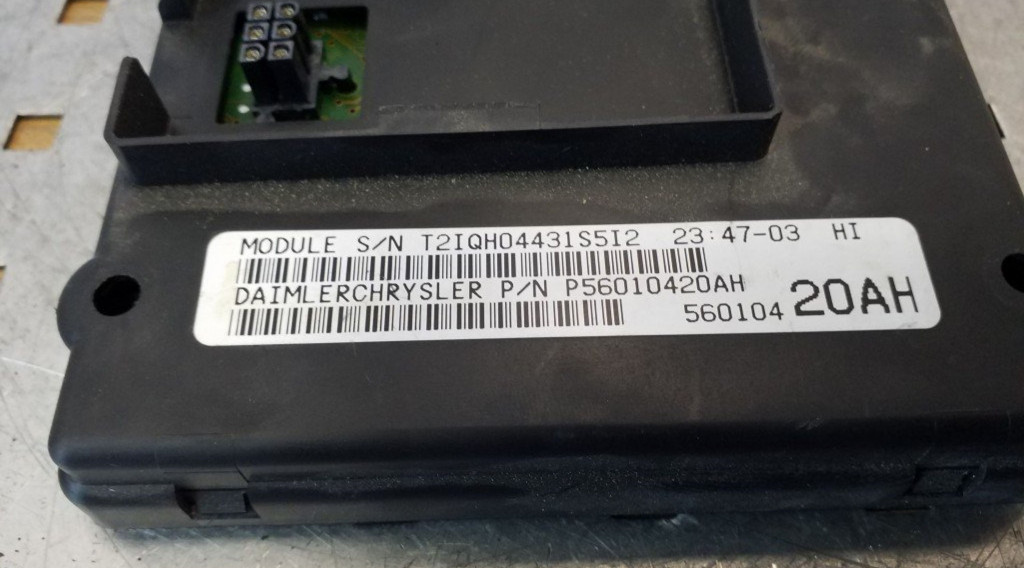 MODULE S/N T2IQH04431S5I2 23:47-03 HI
DAIMLERCHRYSLER P/N P56010420AH
560104 20AH